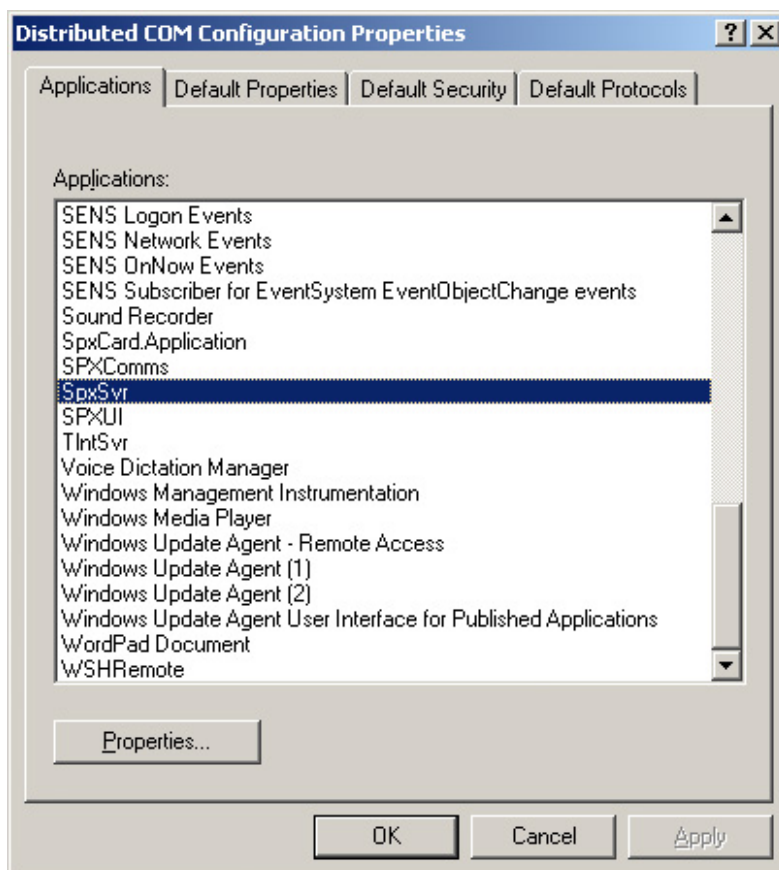 Distributed COM Configuration Properties
Applications Default Properties Default Security Default Protocols
Applications:
SENS Logon Events
SENS Network Events
SENS OnNow Events
SENS Subscriber for EventSystem EventObjectChange events
Sound Recorder
SpxCard.Application
SPXComms
SpxSvr
SPXUI
TlntSvr
Voice Dictation Manager
Windows Management Instrumentation
Windows Media Player
Windows Update Agent - Remote Access
Windows Update Agent (1)
Windows Update Agent (2)
Windows Update Agent User Interface for Published Applications
WordPad Document
WSHRemote
Properties...
OK Cancel Apply